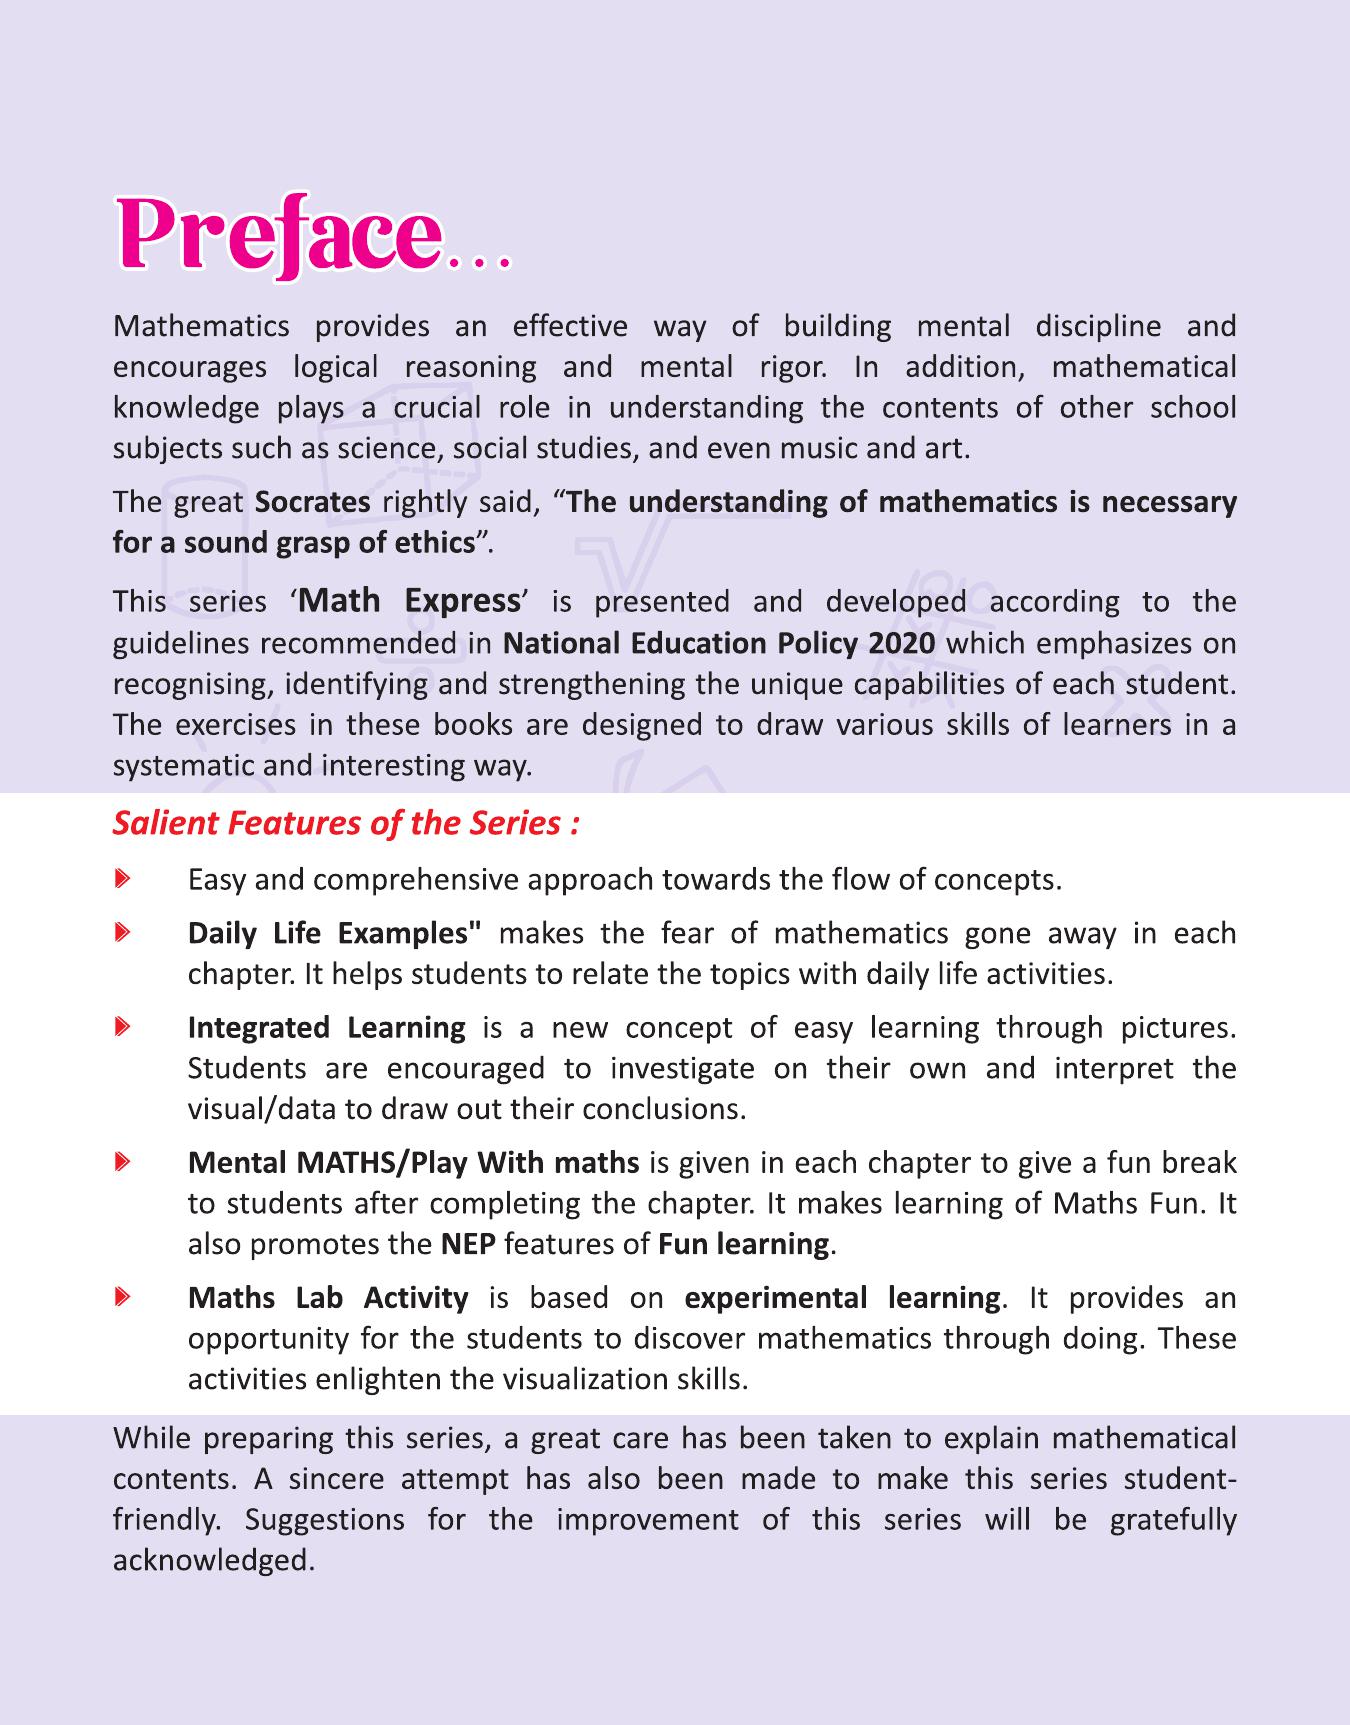 Preface...
Mathematics provides an effective way of building mental discipline and
encourages logical reasoning and mental rigor. In addition, mathematical
knowledge plays a crucial role in understanding the contents of other school
subjects such as science, social studies, and even music and art.
The great Socrates rightly said, “The understanding of mathematics is necessary
for a sound grasp of ethics”.
This series ‘Math Express’ is presented and developed according to the
guidelines recommended in National Education Policy 2020 which emphasizes on
recognising, identifying and strengthening the unique capabilities of each student.
The exercises in these books are designed to draw various skills of learners in a
systematic and interesting way.
Salient Features of the Series :
Easy and comprehensive approach towards the flow of concepts.
Daily Life Examples" makes the fear of mathematics gone away in each
chapter. It helps students to relate the topics with daily life activities.
Integrated Learning is a new concept of easy learning through pictures.
Students are encouraged to investigate on their own and interpret the
visual/data to draw out their conclusions.
Mental MATHS/Play With maths is given in each chapter to give a fun break
to students after completing the chapter. It makes learning of Maths Fun. It
also promotes the NEP features of Fun learning.
Maths Lab Activity is based on experimental learning. It provides an
opportunity for the students to discover mathematics through doing. These
activities enlighten the visualization skills.
While preparing this series, a great care has been taken to explain mathematical
contents. A sincere attempt has also been made to make this series student-
friendly. Suggestions for the improvement of this series will be gratefully
acknowledged.